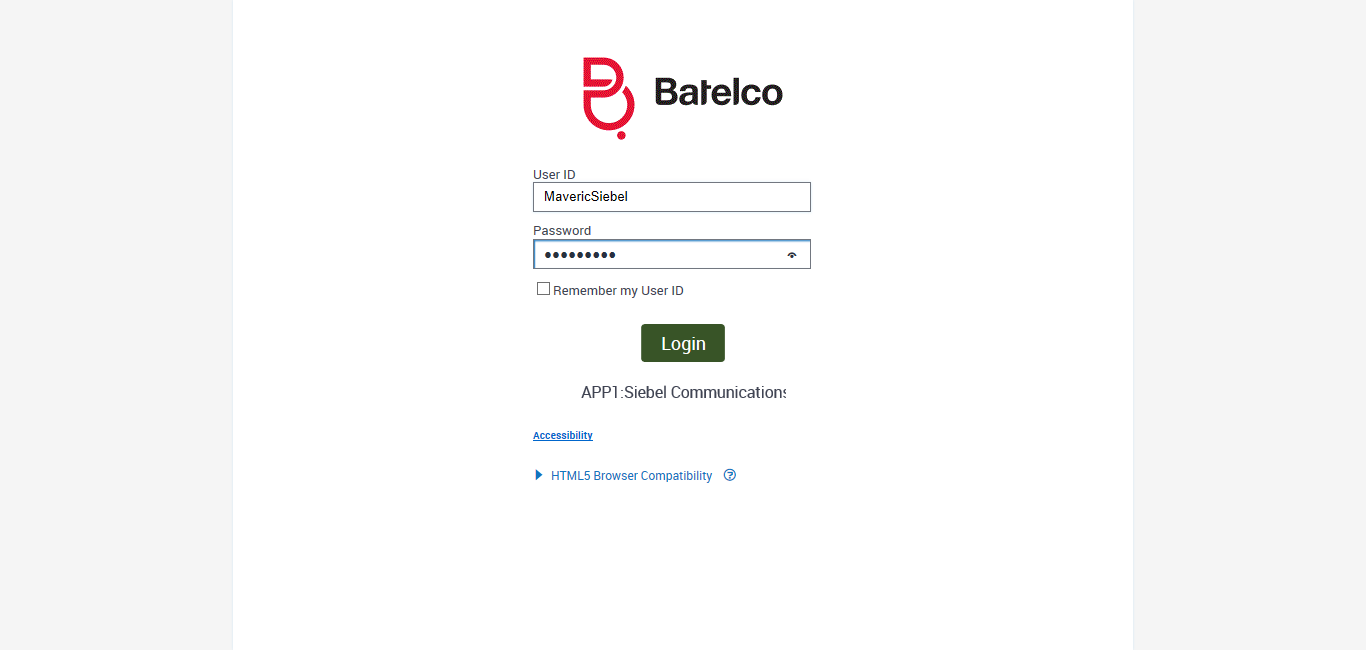 Batelco
User ID
MavericSiebel
Password
•••••••••
Remember my User ID
Login
APP1:Siebel Communications
Accessibility
HTML5 Browser Compatibility